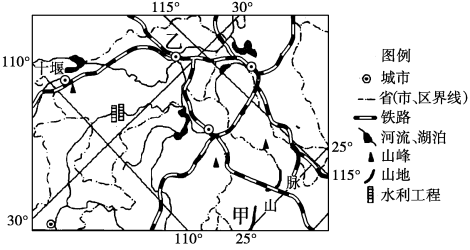 115° 30°
乙
110° 十堰
25°
115°
脉
山
甲
30°
110° 25°
图例
城市
省(市、区界线)
铁路
河流、湖泊
山峰
山地
水利工程